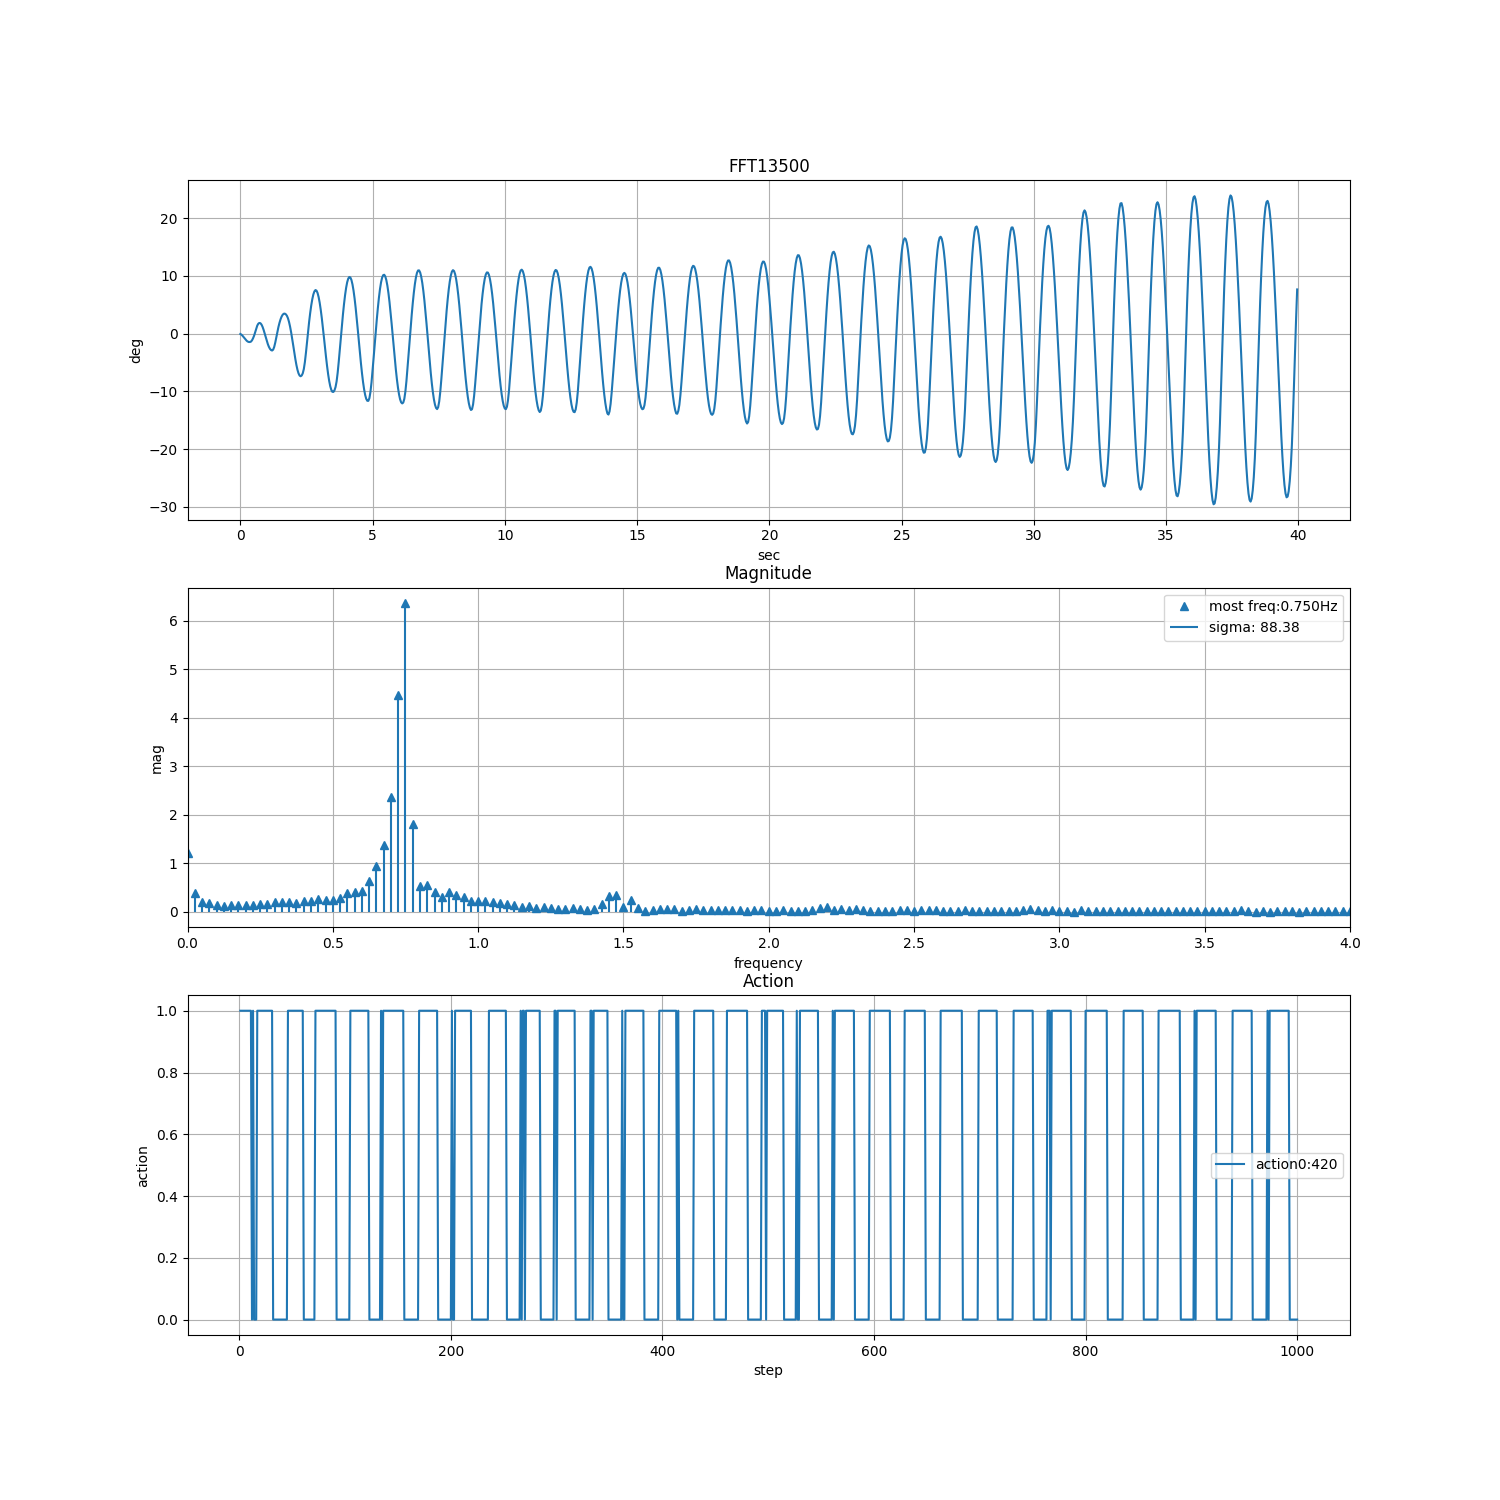 FFT13500
20
10
0
−10
−20
−30
deg
0 5 10 15 20 25 30 35 40
sec
Magnitude
most freq:0.750Hz
sigma: 88.38
6
5
4
3
2
1
0
mag
0.0 0.5 1.0 1.5 2.0 2.5 3.0 3.5 4.0
frequency
Action
1.0
0.8
0.6
0.4
0.2
0.0
action
action0:420
0 200 400 600 800 1000
step